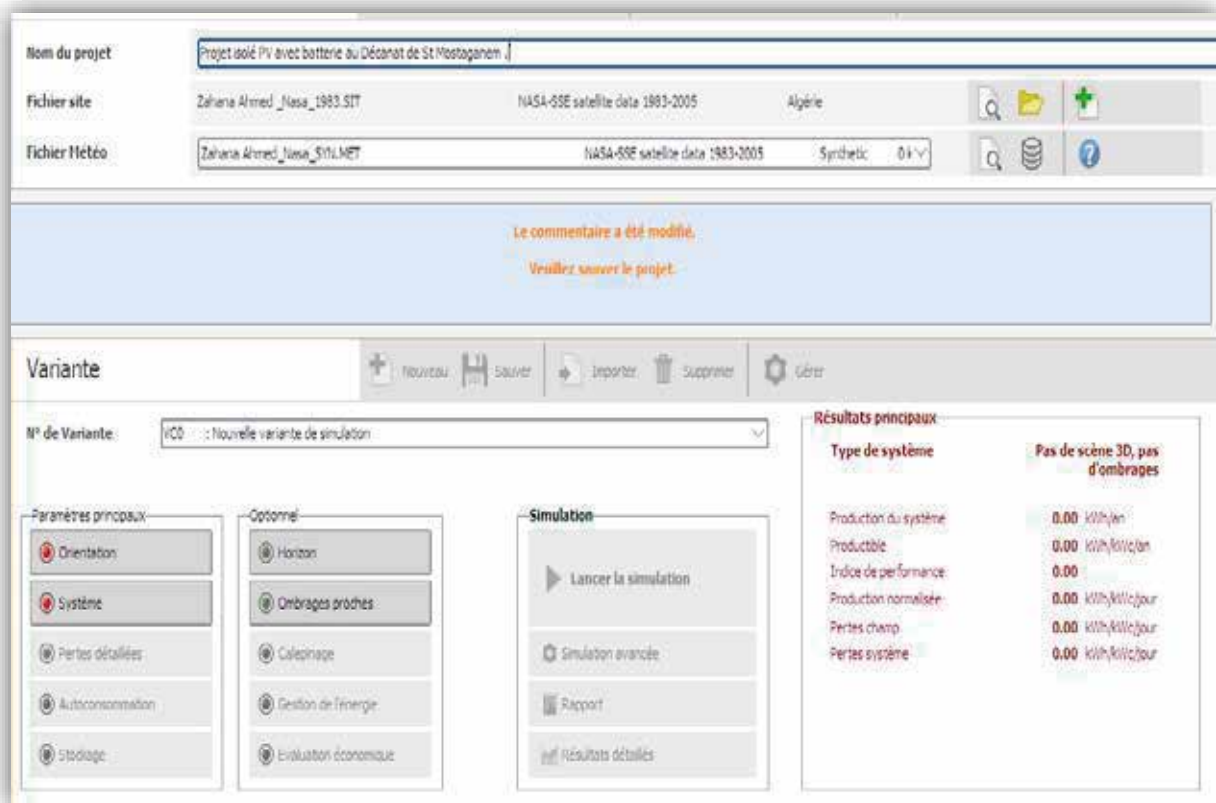 Nom du projet Projet isolé PV avec batterie au Décanat de St Mostaganem .
Fichier site Zahana Ahmed _Nasa_1983.SIT NASA-SSE satelite data 1983-2005 Algérie
Fichier Météo Zahana Ahmed_Nasa_SYN.MET NASA-SSE satelite data 1983-2005 Synthetic 0 k
Le commentaire a été modifié.
Veuillez sauver le projet.
Variante Nouveau Sauver Importer Supprimer Gérer
N° de Variante VC0 : Nouvelle variante de simulation
Résultats principaux
Type de système Pas de scène 3D, pas
d'ombrages
Paramètres principaux Optionnel Simulation
Orientation Horizon Lancer la simulation
Système Ombrages proches
Pertes détaillées Calepinage Simulation avancée
Autoconsommation Gestion de l'énergie Rapport
Stockage Evaluation économique Résultats détaillés
Production du système 0.00 kWh/an
Productible 0.00 kWh/kWc/an
Indice de performance 0.00
Production normalisée 0.00 kWh/kWc/jour
Pertes champ 0.00 kWh/kWc/jour
Pertes système 0.00 kWh/kWc/jour